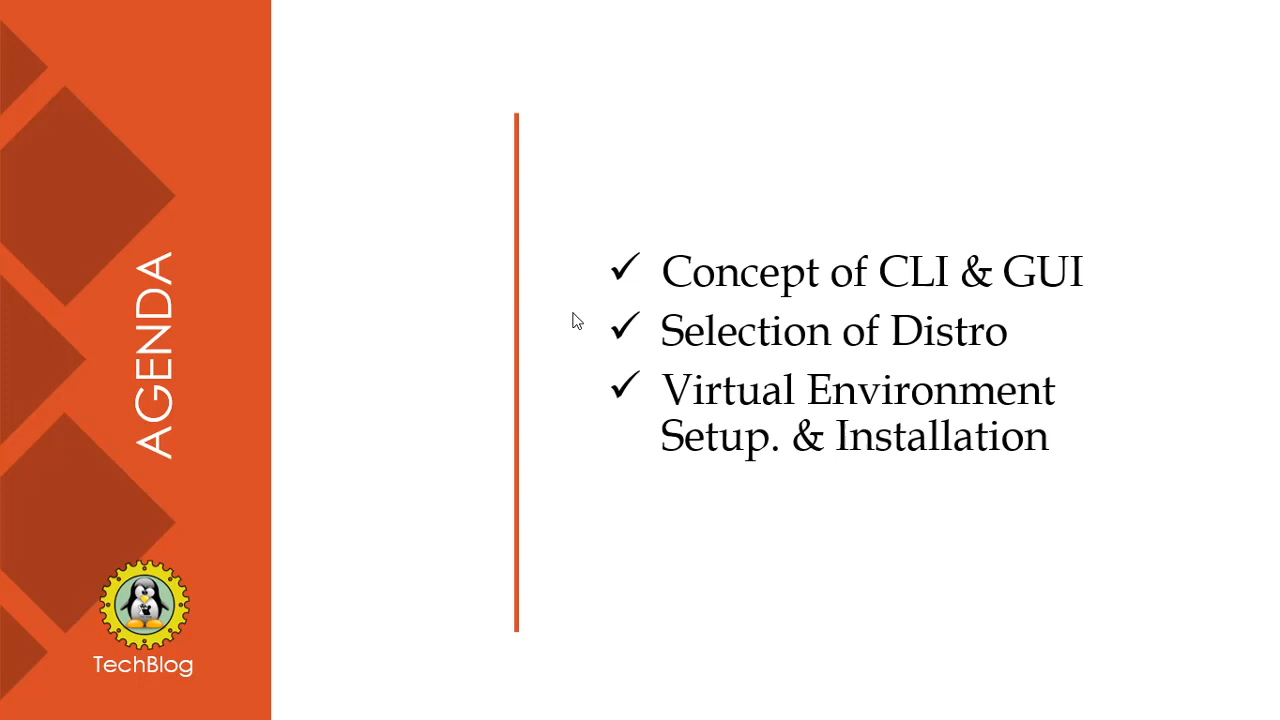 AGENDA
TechBlog
✓ Concept of CLI & GUI
✓ Selection of Distro
✓ Virtual Environment
Setup. & Installation